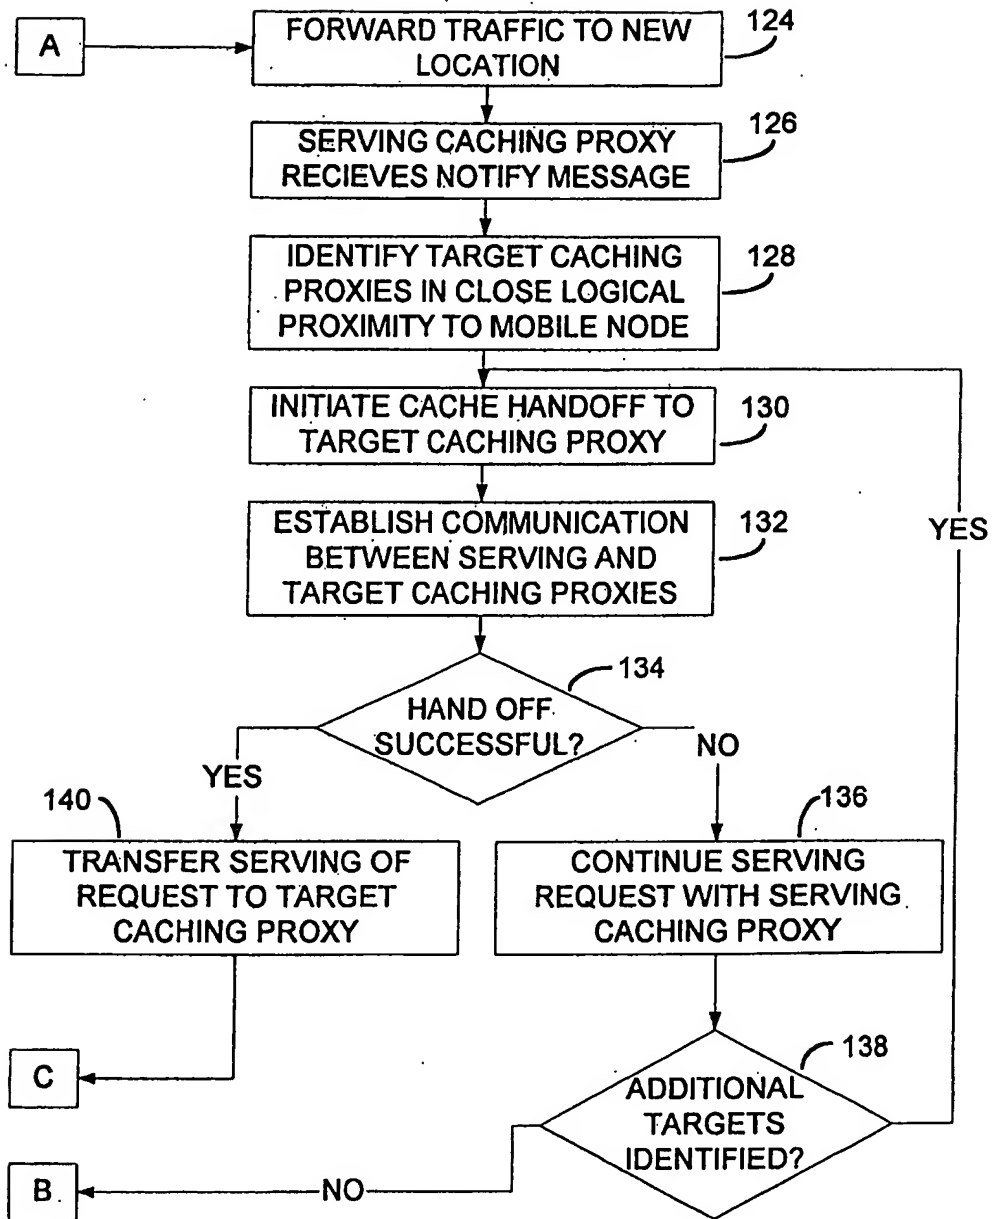 A
FORWARD TRAFFIC TO NEW
LOCATION
124
SERVING CACHING PROXY
RECIEVES NOTIFY MESSAGE
126
IDENTIFY TARGET CACHING
PROXIES IN CLOSE LOGICAL
PROXIMITY TO MOBILE NODE
128
INITIATE CACHE HANDOFF TO
TARGET CACHING PROXY
130
ESTABLISH COMMUNICATION
BETWEEN SERVING AND
TARGET CACHING PROXIES
132
YES
HAND OFF
SUCCESSFUL?
134
YES
NO
140
TRANSFER SERVING OF
REQUEST TO TARGET
CACHING PROXY
136
CONTINUE SERVING
REQUEST WITH SERVING
CACHING PROXY
C
ADDITIONAL
TARGETS
IDENTIFIED?
138
B
NO